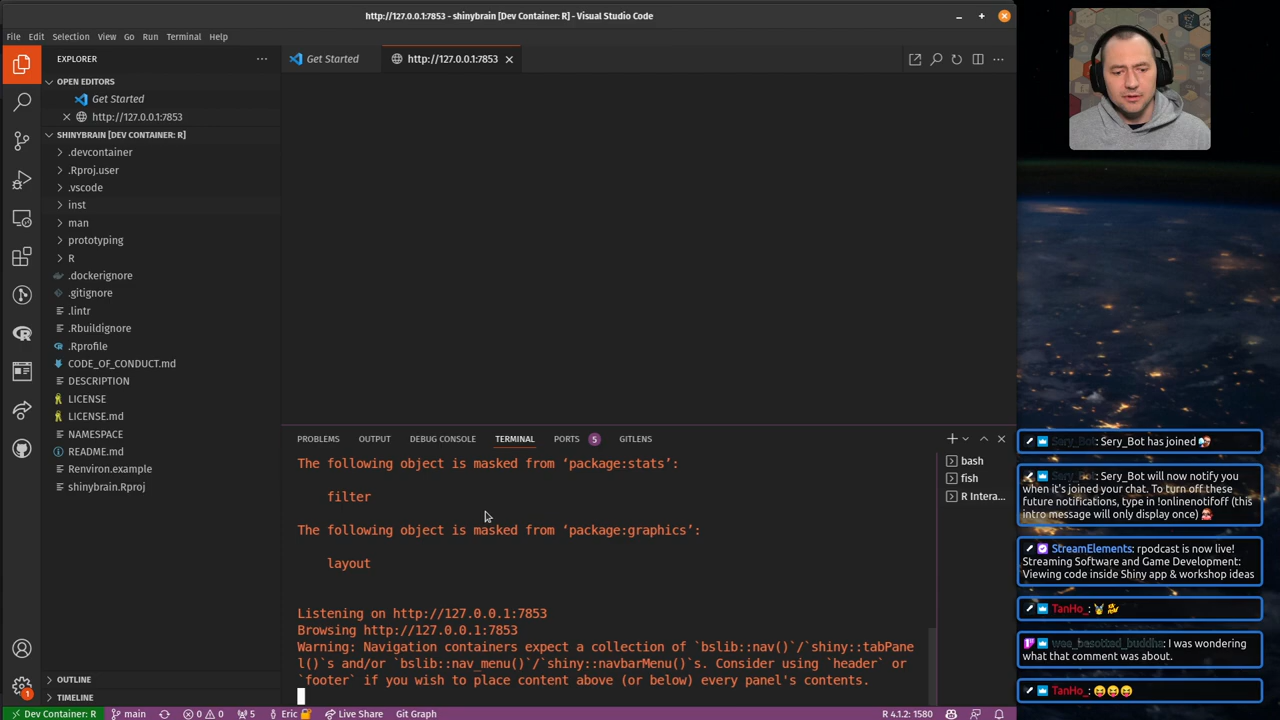 http://127.0.0.1:7853 - shinybrain [Dev Container: R] - Visual Studio Code
File Edit Selection View Go Run Terminal Help
EXPLORER
Get Started
http://127.0.0.1:7853
OPEN EDITORS
Get Started
http://127.0.0.1:7853
SHINYBRAIN [DEV CONTAINER: R]
.devcontainer
.Rproj.user
.vscode
inst
man
prototyping
R
.dockerignore
.gitignore
.lintr
.Rbuildignore
.Rprofile
CODE_OF_CONDUCT.md
DESCRIPTION
LICENSE
LICENSE.md
NAMESPACE
README.md
Renviron.example
shinybrain.Rproj
OUTLINE
TIMELINE
PROBLEMS OUTPUT DEBUG CONSOLE TERMINAL PORTS 5 GITLENS
The following object is masked from ‘package:stats’:
filter
The following object is masked from ‘package:graphics’:
layout
Listening on http://127.0.0.1:7853
Browsing http://127.0.0.1:7853
Warning: Navigation containers expect a collection of `bslib::nav()`/`shiny::tabPane
l()`s and/or `bslib::nav_menu()`/`shiny::navbarMenu()`s. Consider using `header` or
`footer` if you wish to place content above (or below) every panel's contents.
bash
fish
R Intera...
1
Dev Container: R main 0 0 5 Eric Live Share Git Graph R 4.1.2: 1580
Sery_Bot: Sery_Bot has joined
Sery_Bot: Sery_Bot will now notify you
when it's joined your chat. To turn off these
future notifications, type in !onlinenotifoff (this
intro message will only display once)
StreamElements: rpodcast is now live!
Streaming Software and Game Development:
Viewing code inside Shiny app & workshop ideas
TanHo_:
wee_besotted_buddha: I was wondering
what that comment was about.
TanHo_: